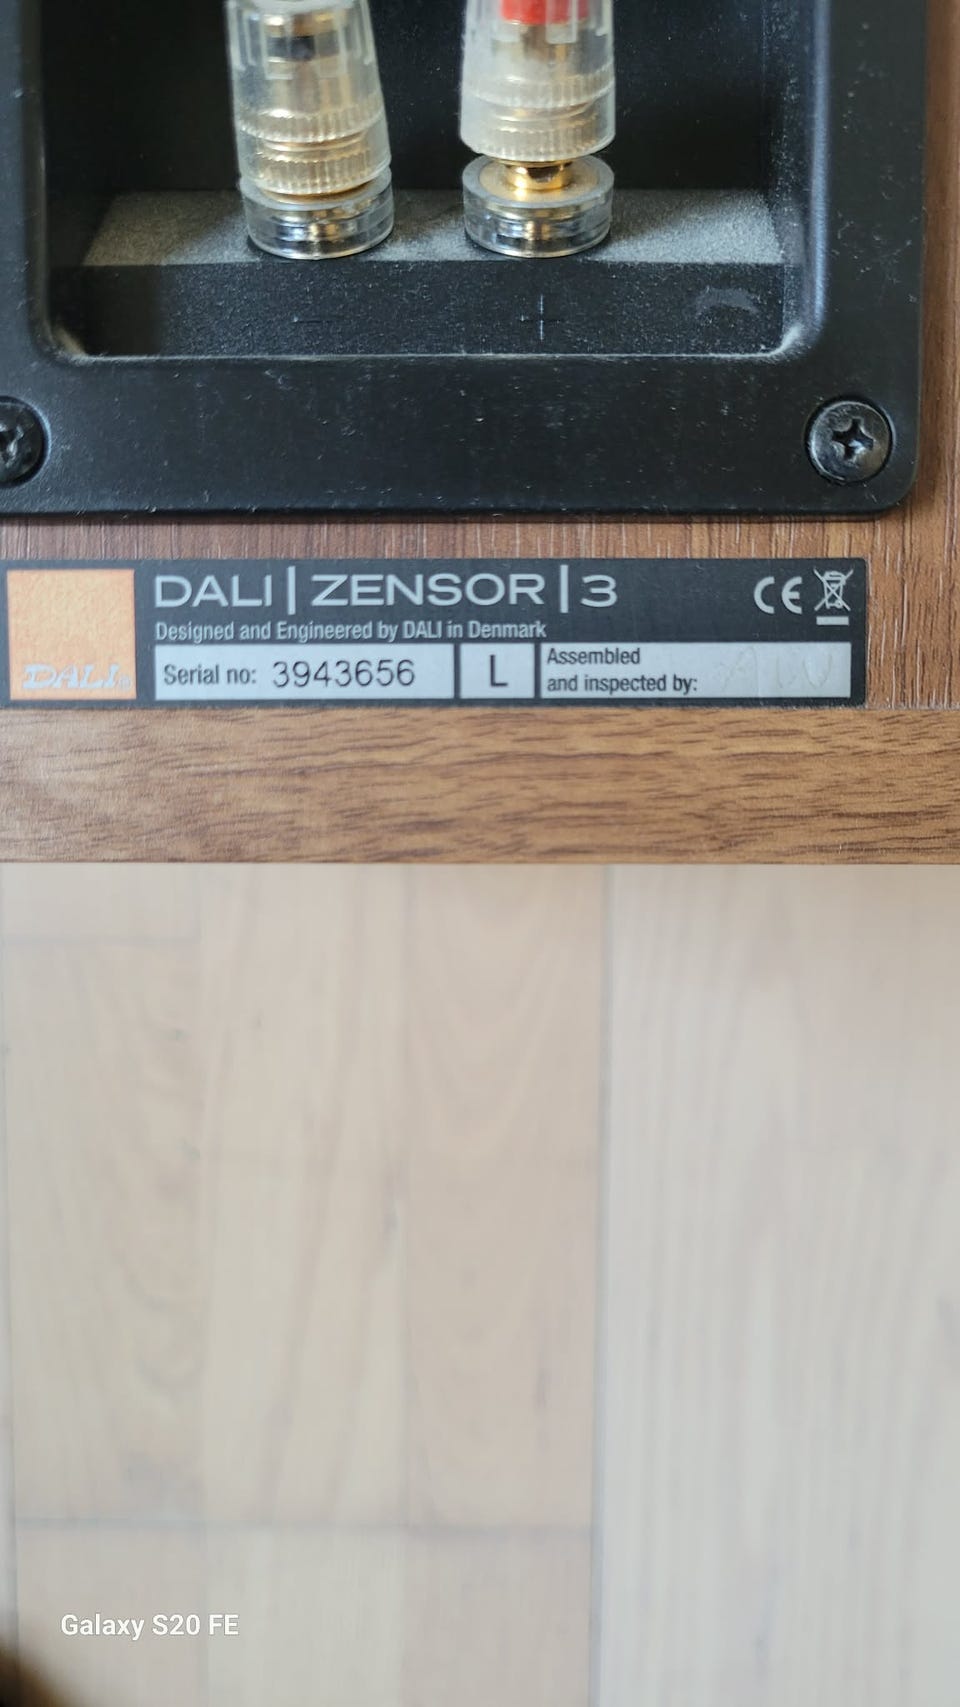 − +
DALI | ZENSOR | 3 CE
Designed and Engineered by DALI in Denmark
DALI
Serial no: 3943656 L Assembled
and inspected by:
Galaxy S20 FE